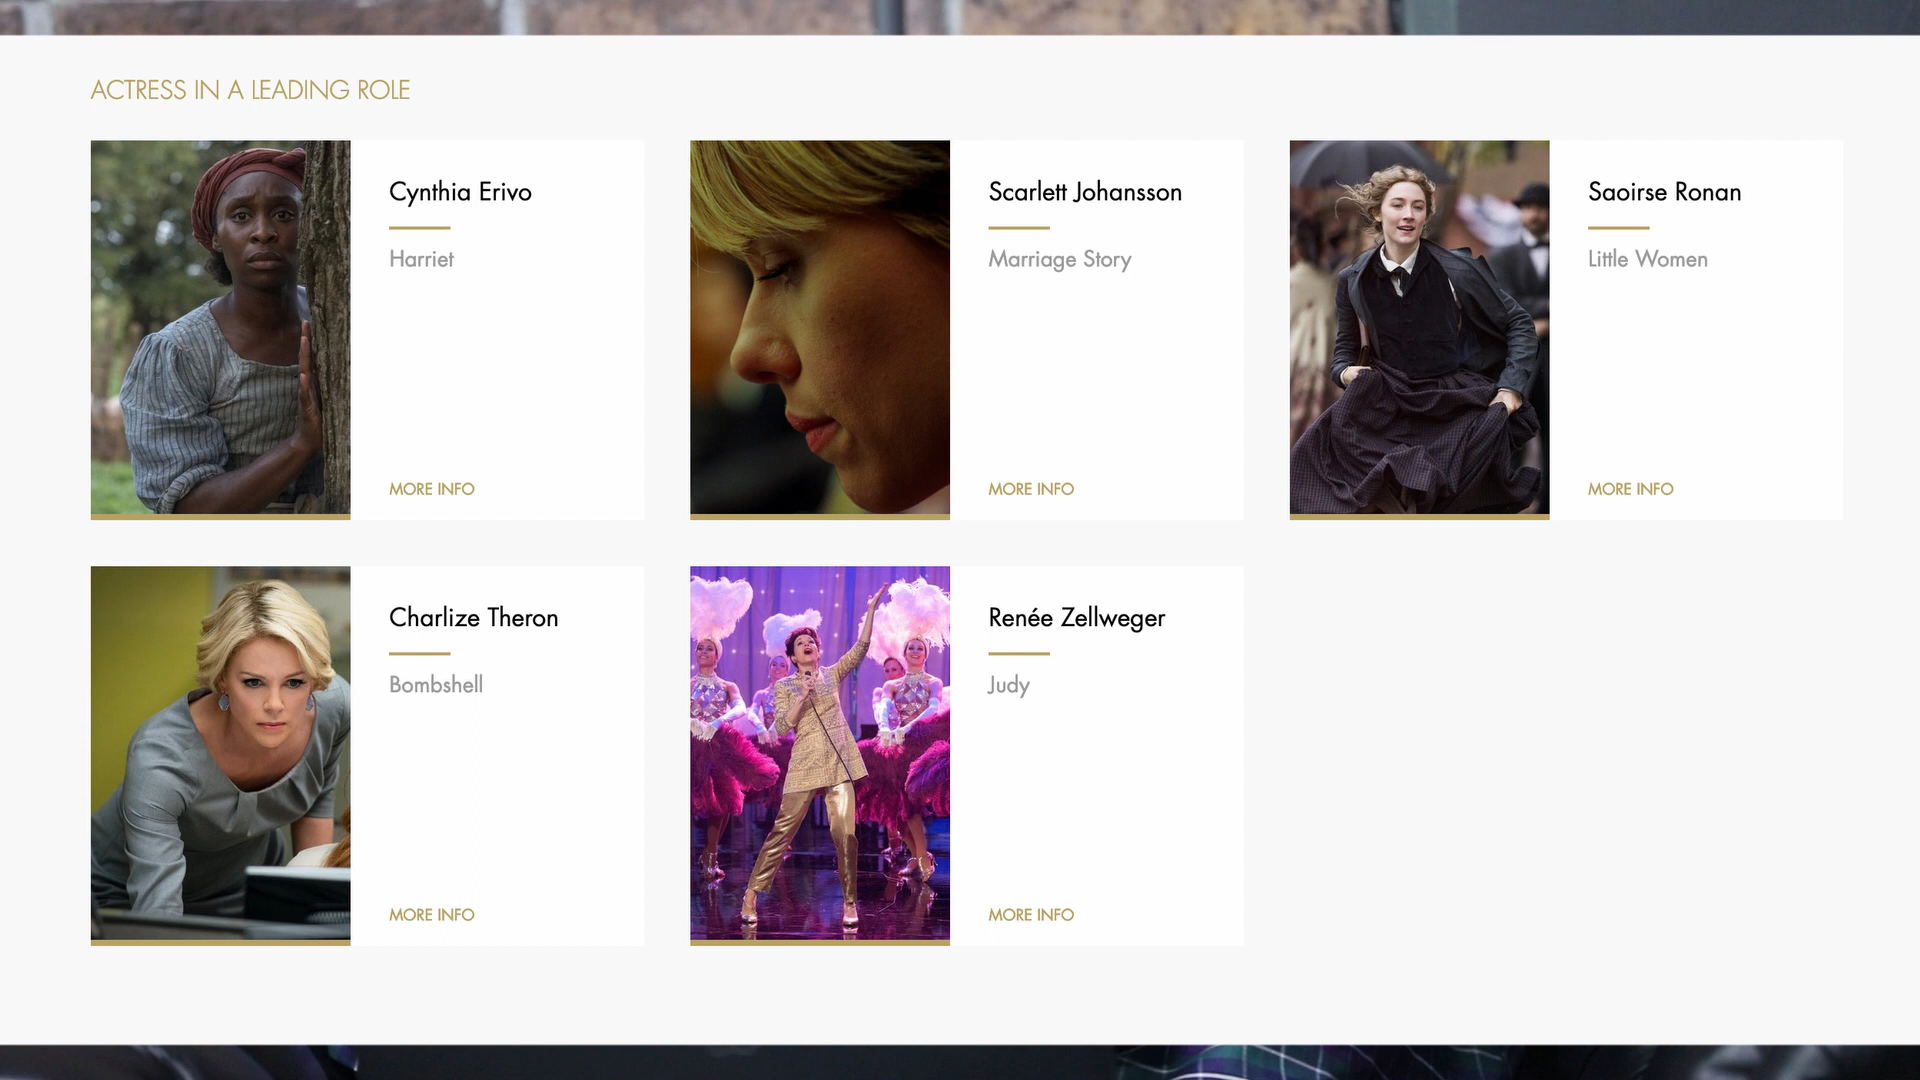 ACTRESS IN A LEADING ROLE
Cynthia Erivo
Harriet
MORE INFO
Scarlett Johansson
Marriage Story
MORE INFO
Saoirse Ronan
Little Women
MORE INFO
Charlize Theron
Bombshell
MORE INFO
Renée Zellweger
Judy
MORE INFO